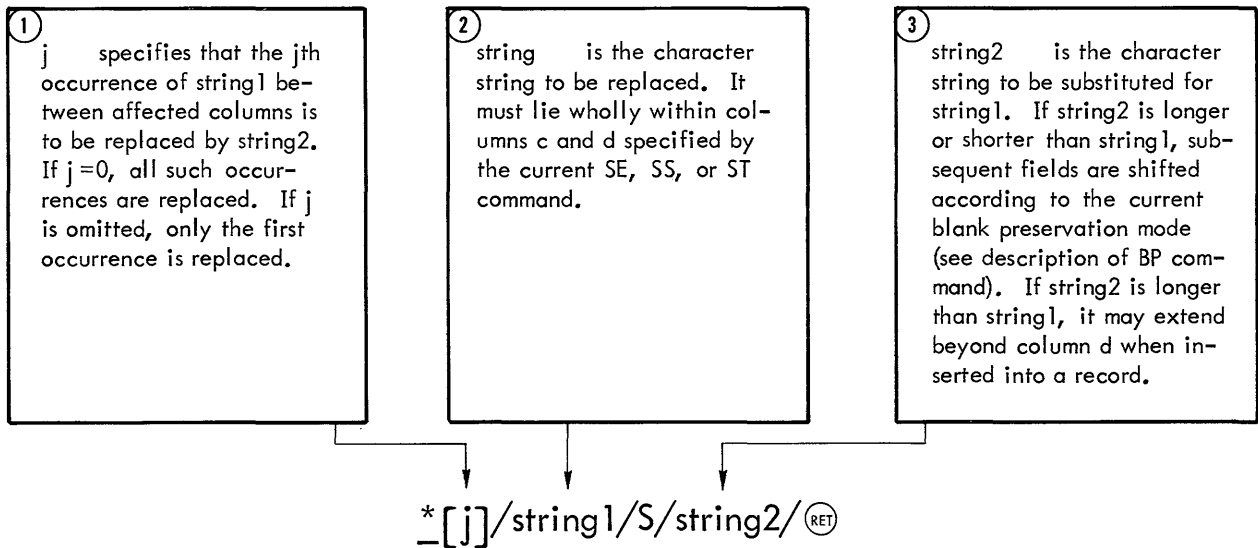 1
j specifies that the jth
occurrence of string1 be-
tween affected columns is
to be replaced by string2.
If j=0, all such occur-
rences are replaced. If j
is omitted, only the first
occurrence is replaced.
2
string is the character
string to be replaced. It
must lie wholly within col-
umns c and d specified by
the current SE, SS, or ST
command.
3
string2 is the character
string to be substituted for
string1. If string2 is longer
or shorter than string1, sub-
sequent fields are shifted
according to the current
blank preservation mode
(see description of BP com-
mand). If string2 is longer
than string1, it may extend
beyond column d when in-
serted into a record.
*[j]/string1/S/string2/ RET